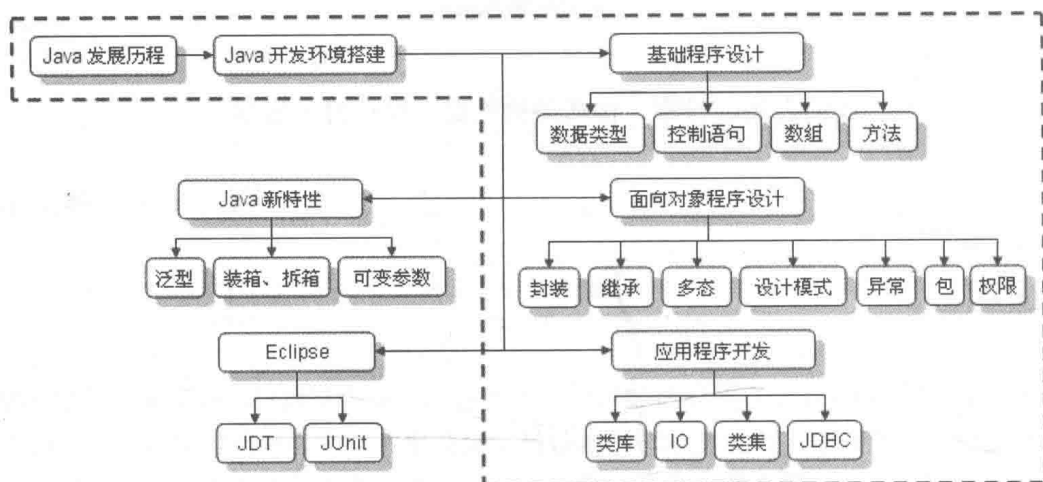 Java 发展历程 Java 开发环境搭建 基础程序设计
数据类型 控制语句 数组 方法
Java 新特性 面向对象程序设计
泛型 装箱、拆箱 可变参数
封装 继承 多态 设计模式 异常 包 权限
Eclipse 应用程序开发
JDT JUnit 类库 IO 类集 JDBC